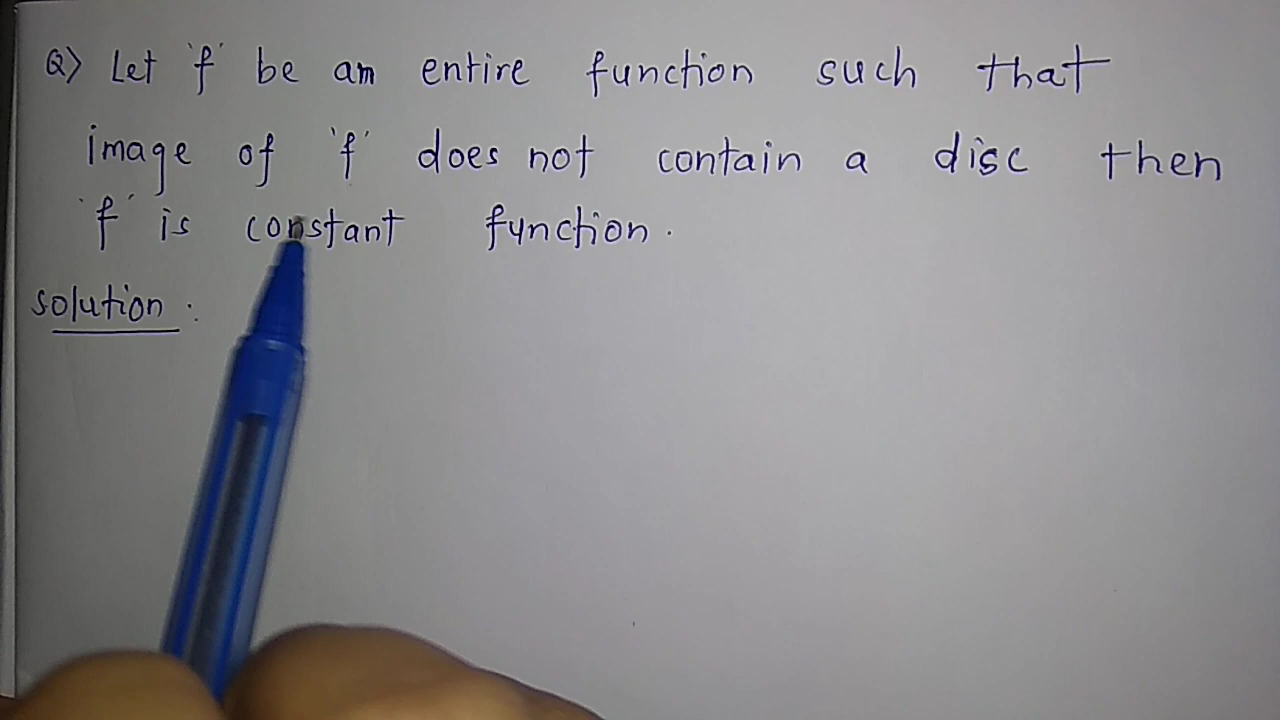 Q) Let 'f' be an entire function such that
image of 'f' does not contain a disc then
'f' is constant function.
Solution :